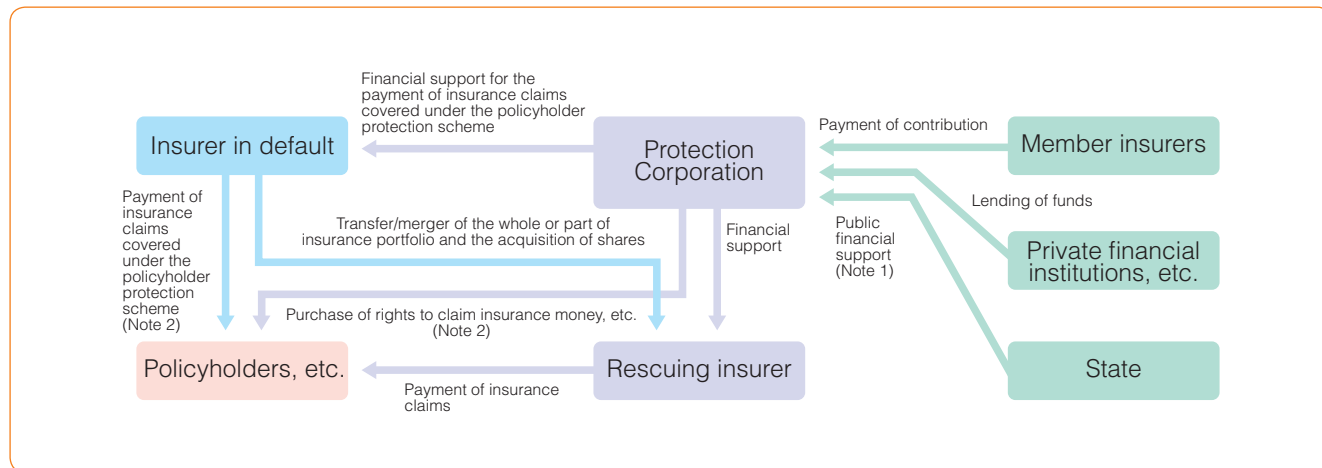 Financial support for the
payment of insurance claims
covered under the policyholder
protection scheme
Insurer in default
Protection
Corporation
Payment of contribution
Member insurers
Payment of
insurance
claims
covered
under the
policyholder
protection
scheme
(Note 2)
Transfer/merger of the whole or part of
insurance portfolio and the acquisition of shares
Financial
support
Public
financial
support
(Note 1)
Lending of funds
Private financial
institutions, etc.
Purchase of rights to claim insurance money, etc.
(Note 2)
Policyholders, etc.
Payment of insurance
claims
Rescuing insurer
State